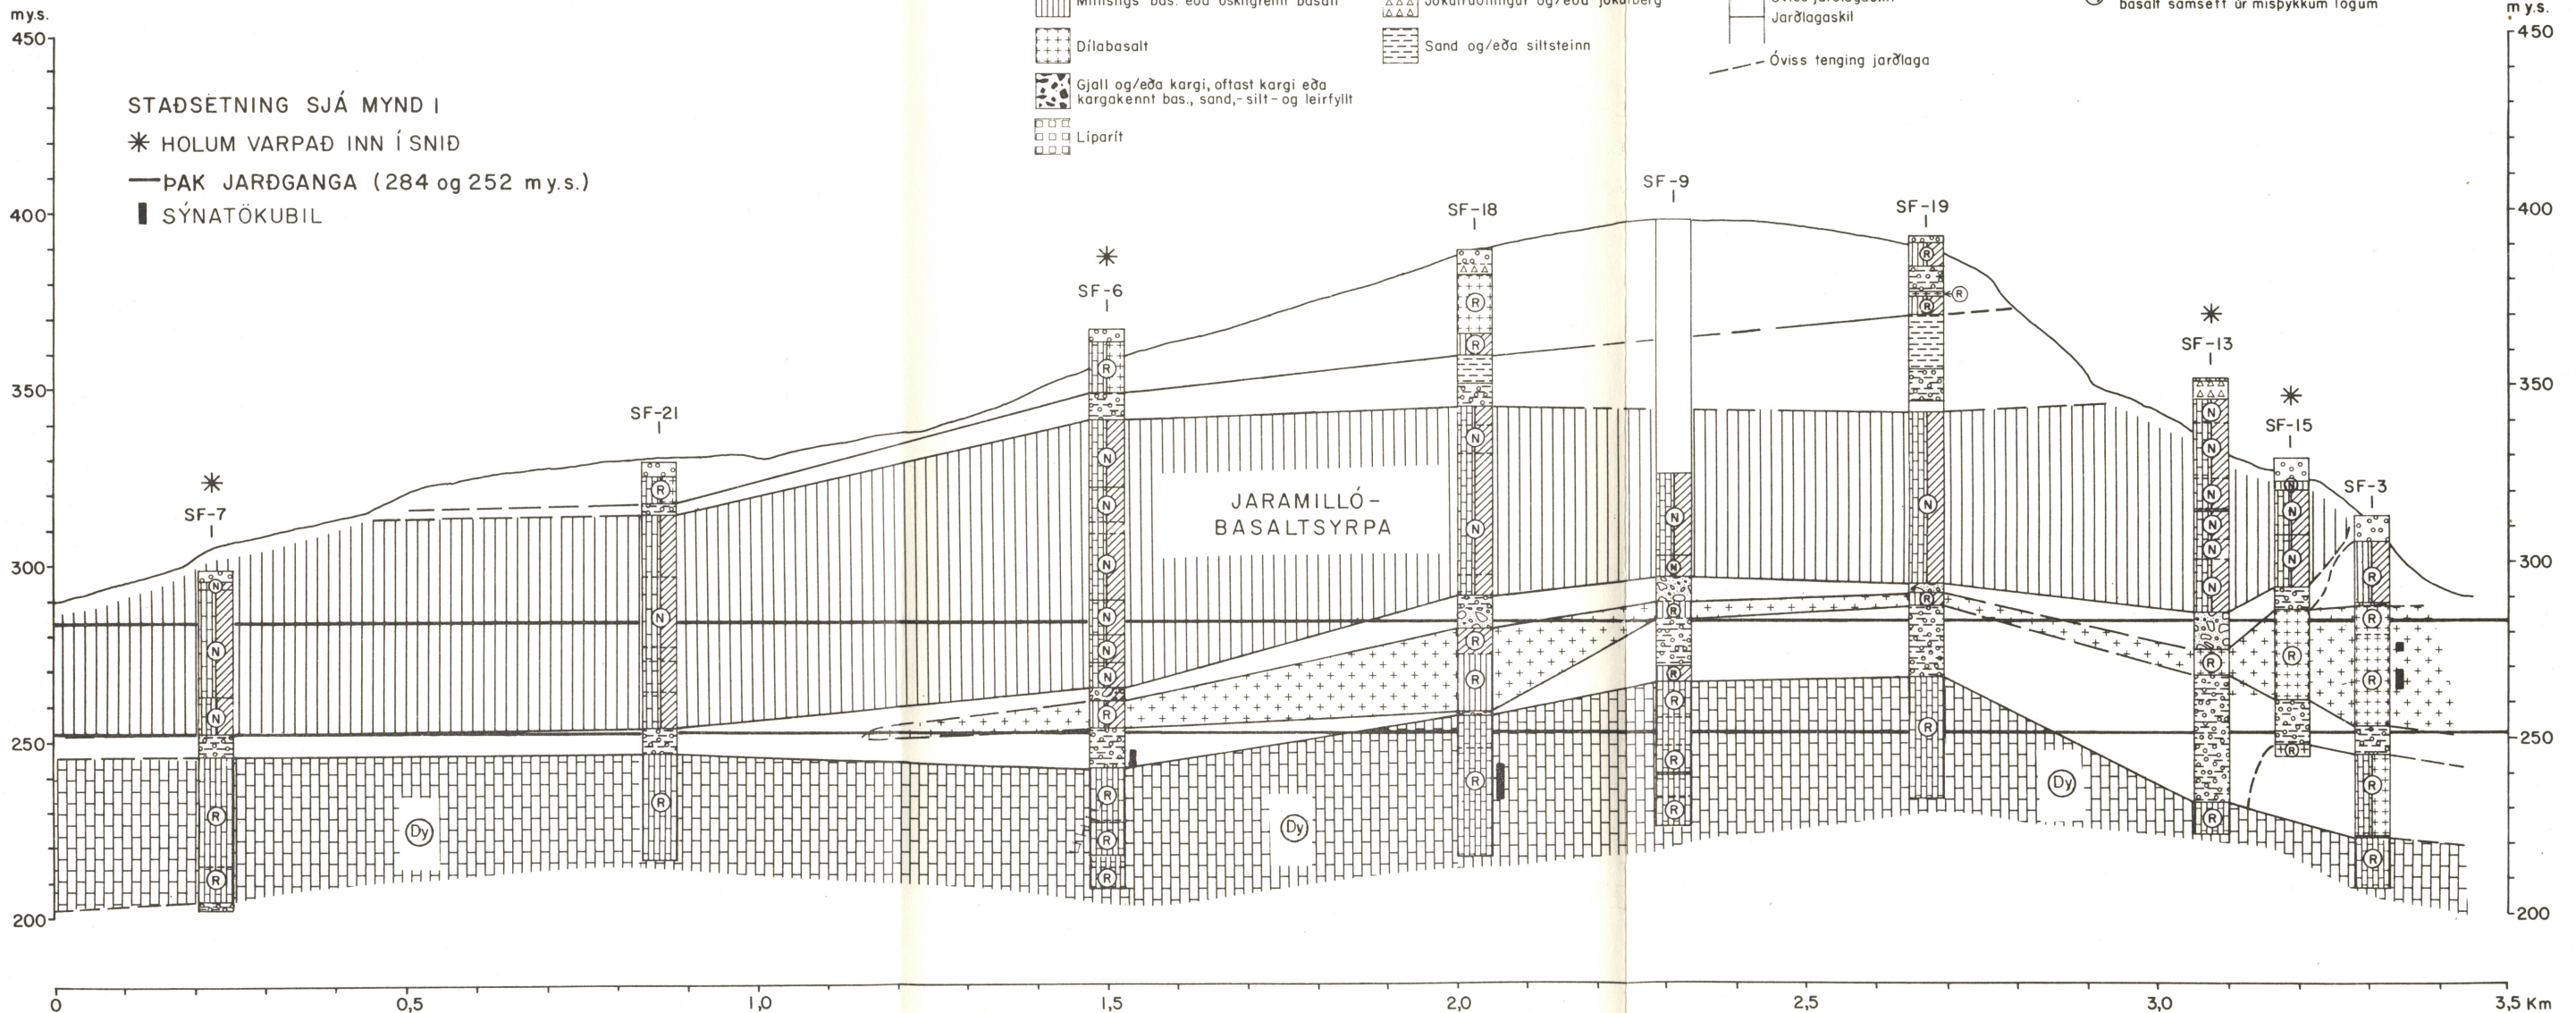 m y.s.
450
400
350
300
250
200
STAÐSETNING SJÁ MYND 1
HOLUM VARPAÐ INN Í SNIÐ
ÞAK JARÐGANGA (284 og 252 m y.s.)
SÝNATÖKUBIL
Dílabasalt
Gjall og/eða kargi, oftast kargi eða
kargakennt bas., sand,- silt- og leirfyllt
Líparít
Sand og/eða siltsteinn
Jarðlagaskil
Óviss tenging jarðlaga
basalt samsett úr misþykkum lögum
m y.s.
450
400
350
300
250
200
SF-7
SF-21
SF-6
SF-18
SF-9
SF-19
SF-13
SF-15
SF-3
JARAMILLÓ-
BASALTSYRPA
N
N
N
R
R
R
N
R
R
N
N
N
N
N
N
R
R
R
R
R
R
N
N
R
R
R
N
N
R
R
R
R
R
R
R
R
N
R
R
N
N
N
N
N
N
R
R
N
N
N
R
R
R
R
R
R
R
Dy
Dy
Dy
0
0,5
1,0
1,5
2,0
2,5
3,0
3,5 Km